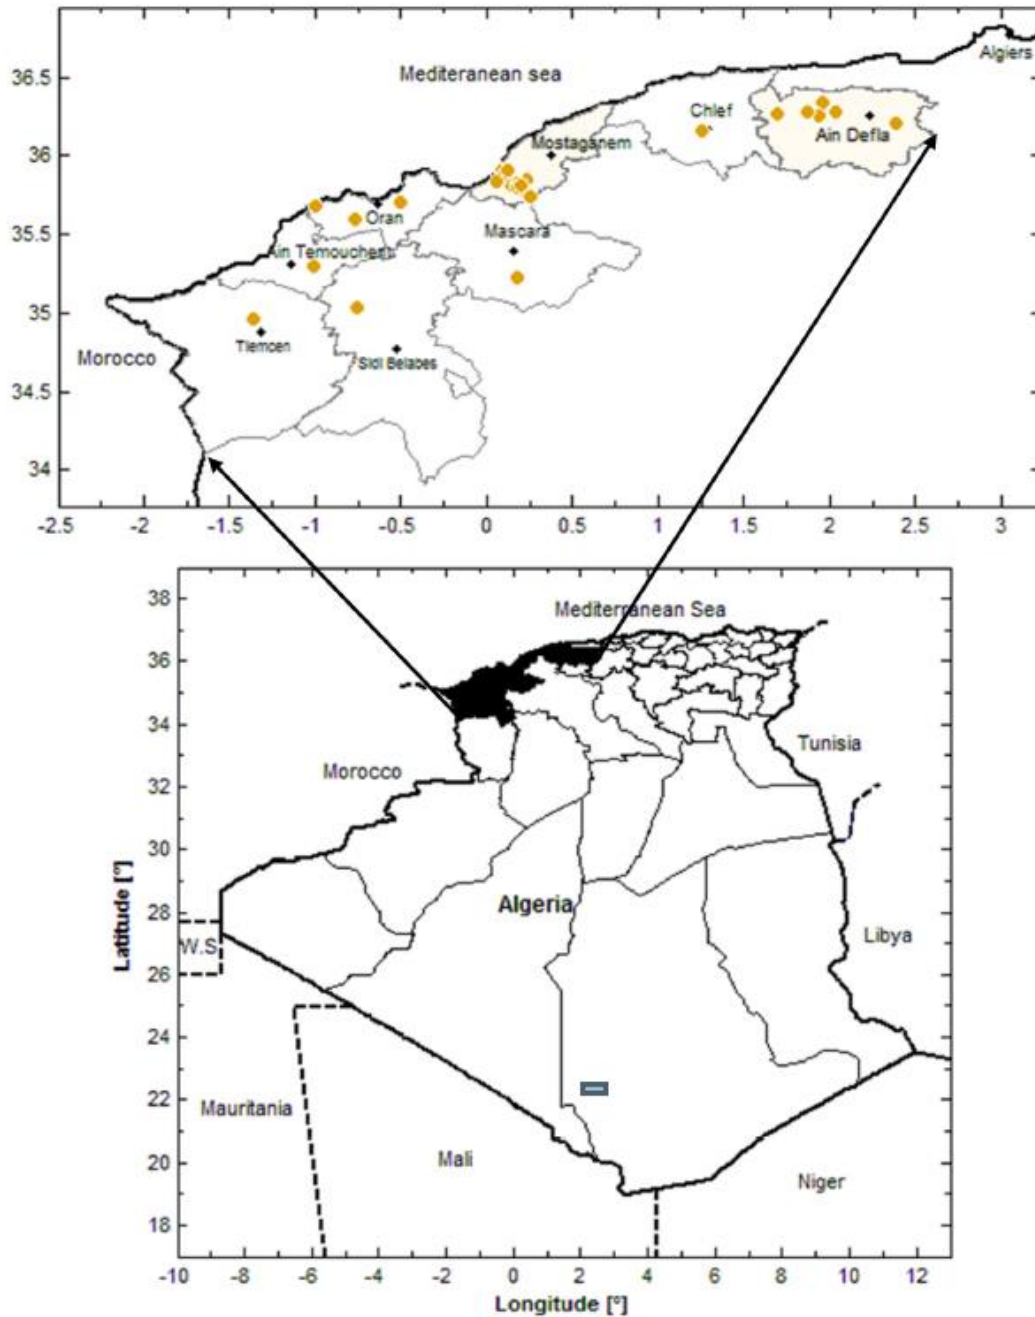 Algiers
36.5
Mediteranean sea
Chlef
Mostaganem
Ain Defla
36
Oran
35.5
Mascara
Ain Temouchent
35
Tlemcen
Morocco
Sidi Belabes
34.5
34
-2.5 -2 -1.5 -1 -0.5 0 0.5 1 1.5 2 2.5 3
38
Mediterranean Sea
36
34
Tunisia
Morocco
32
30
Latitude [°]
Algeria
28
Libya
W.S
26
24
22
Mauritania
Mali
20
Niger
18
-10 -8 -6 -4 -2 0 2 4 6 8 10 12
Longitude [°]